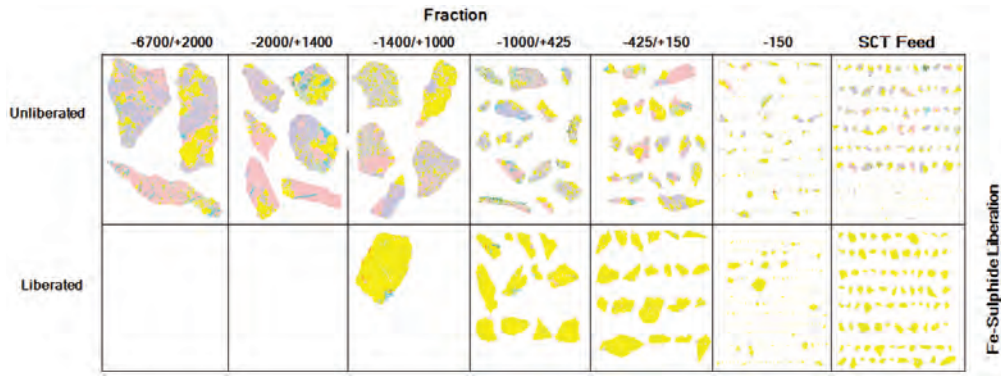 Fraction
-6700/+2000 -2000/+1400 -1400/+1000 -1000/+425 -425/+150 -150 SCT Feed
Unliberated
Liberated
Fe-Sulphide Liberation